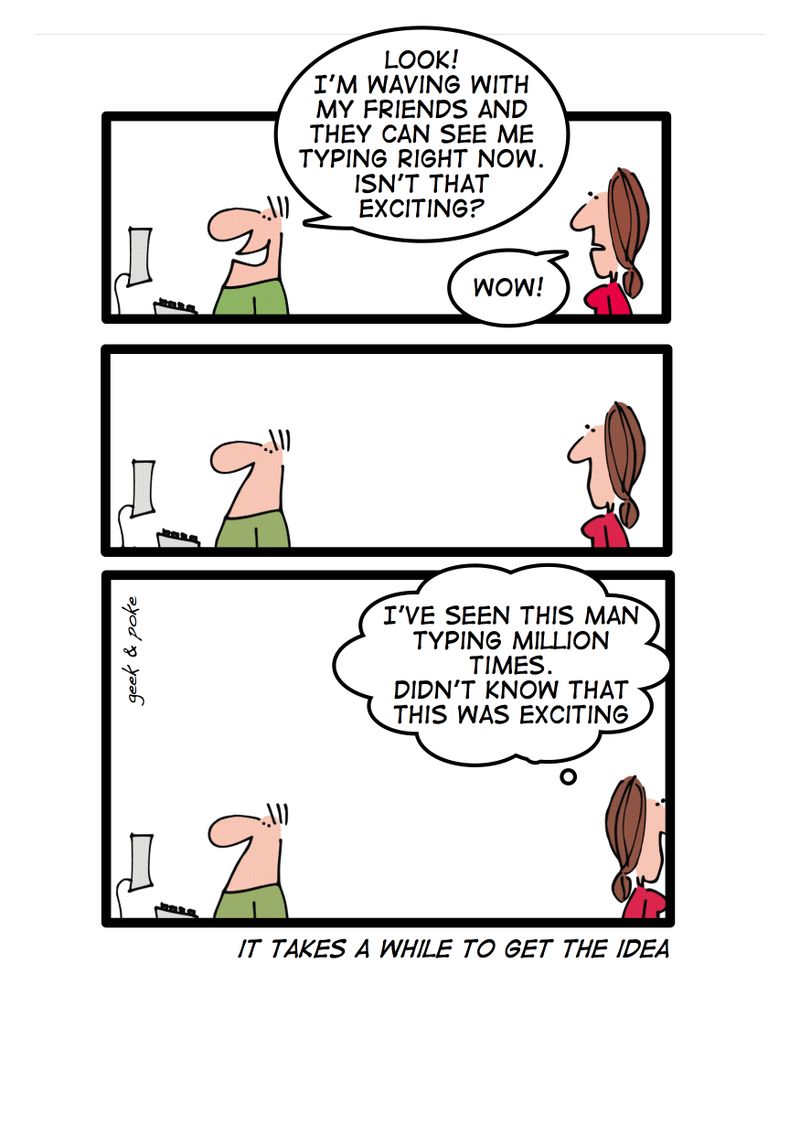 LOOK!
I'M WAVING WITH
MY FRIENDS AND
THEY CAN SEE ME
TYPING RIGHT NOW.
ISN'T THAT
EXCITING?
WOW!
geek & poke
I'VE SEEN THIS MAN
TYPING MILLION
TIMES.
DIDN'T KNOW THAT
THIS WAS EXCITING
IT TAKES A WHILE TO GET THE IDEA